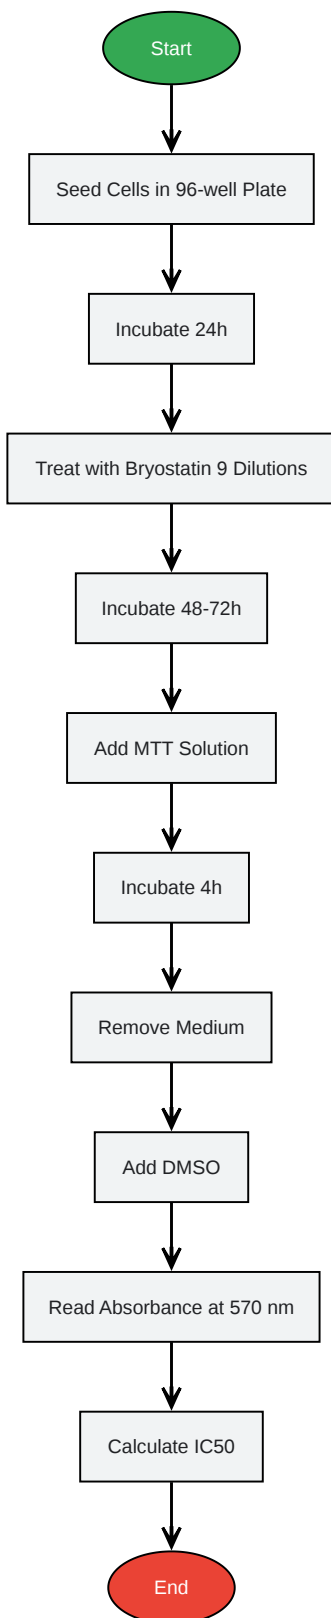 Start
Seed Cells in 96-well Plate
Incubate 24h
Treat with Bryostatin 9 Dilutions
Incubate 48-72h
Add MTT Solution
Incubate 4h
Remove Medium
Add DMSO
Read Absorbance at 570 nm
Calculate IC50
End